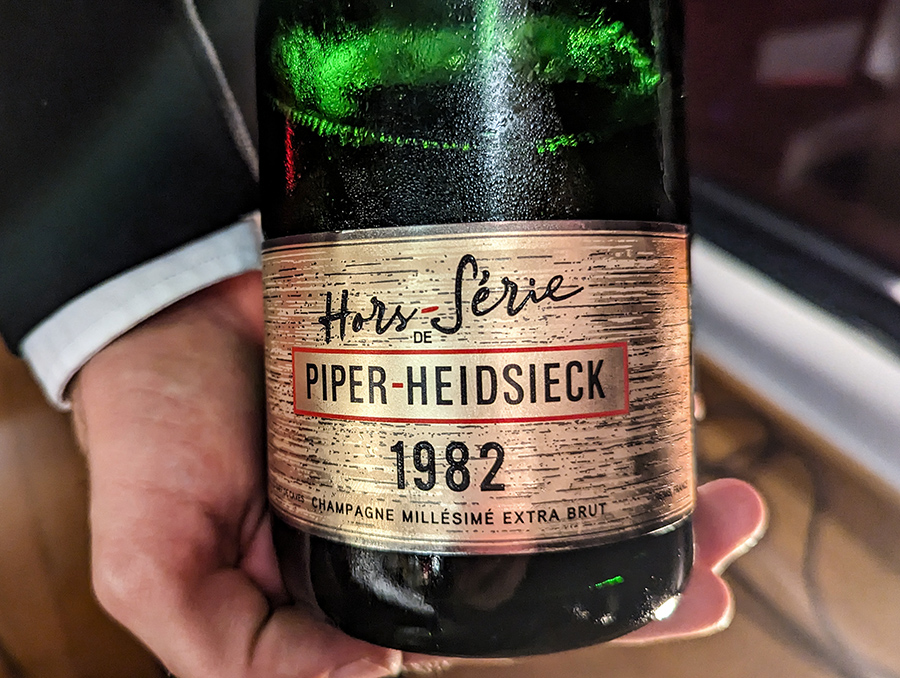 Hors-Série
DE
PIPER-HEIDSIECK
1982
CHAMPAGNE MILLÉSIMÉ EXTRA BRUT